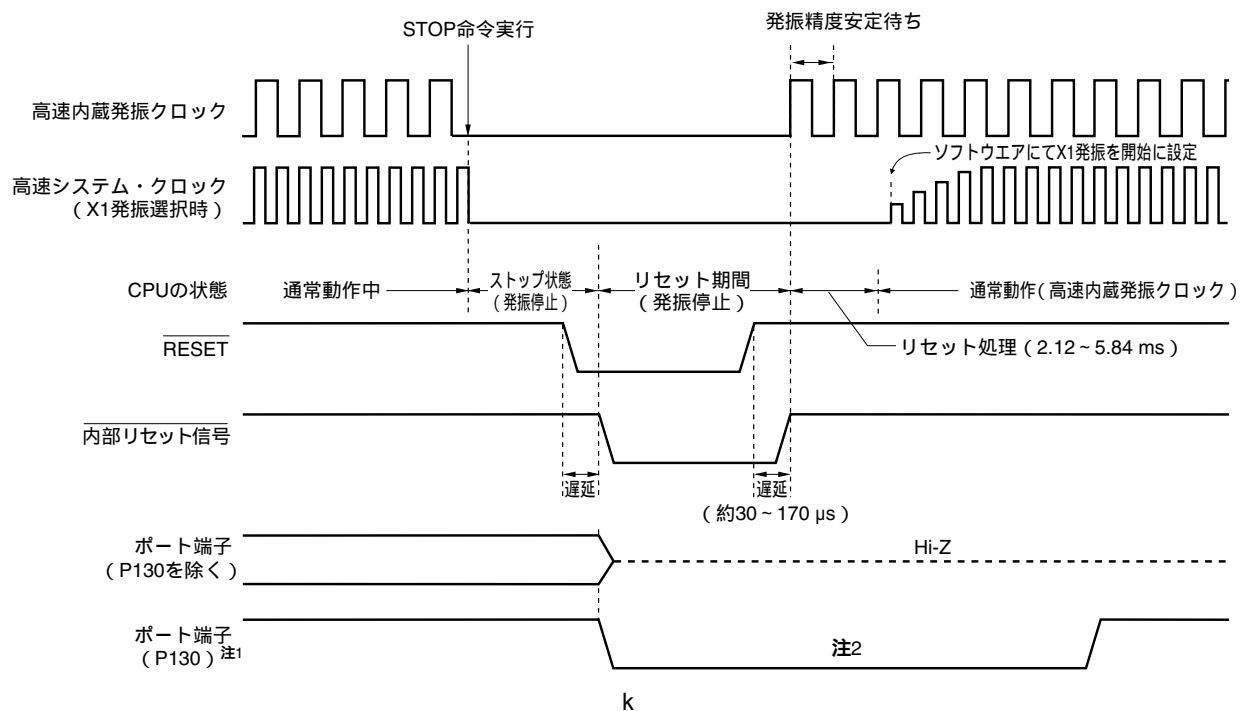 STOP命令実行
発振精度安定待ち
高速内蔵発振クロック
ソフトウエアにてX1発振を開始に設定
高速システム・クロック
（X1発振選択時）
CPUの状態
通常動作中
ストップ状態
（発振停止）
リセット期間
（発振停止）
通常動作（高速内蔵発振クロック）
RESET
リセット処理（2.12～5.84 ms）
内部リセット信号
遅延
遅延
（約30～170 μs）
ポート端子
（P130を除く）
Hi-Z
ポート端子
（P130）注1
注2
k